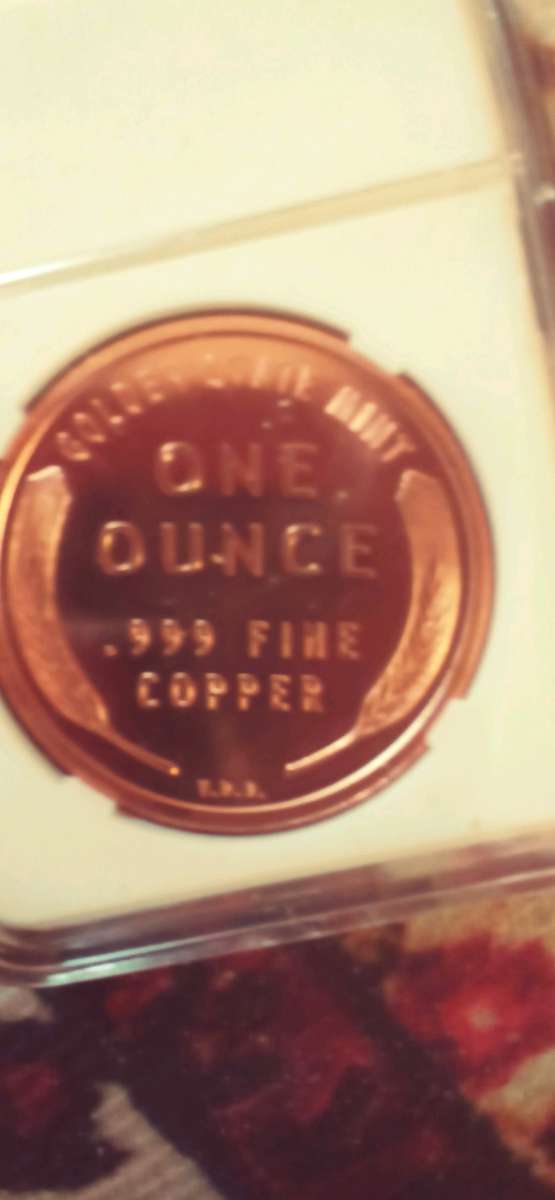 GOLDEN STATE MINT
ONE
OUNCE
.999 FINE
COPPER
V.D.B.